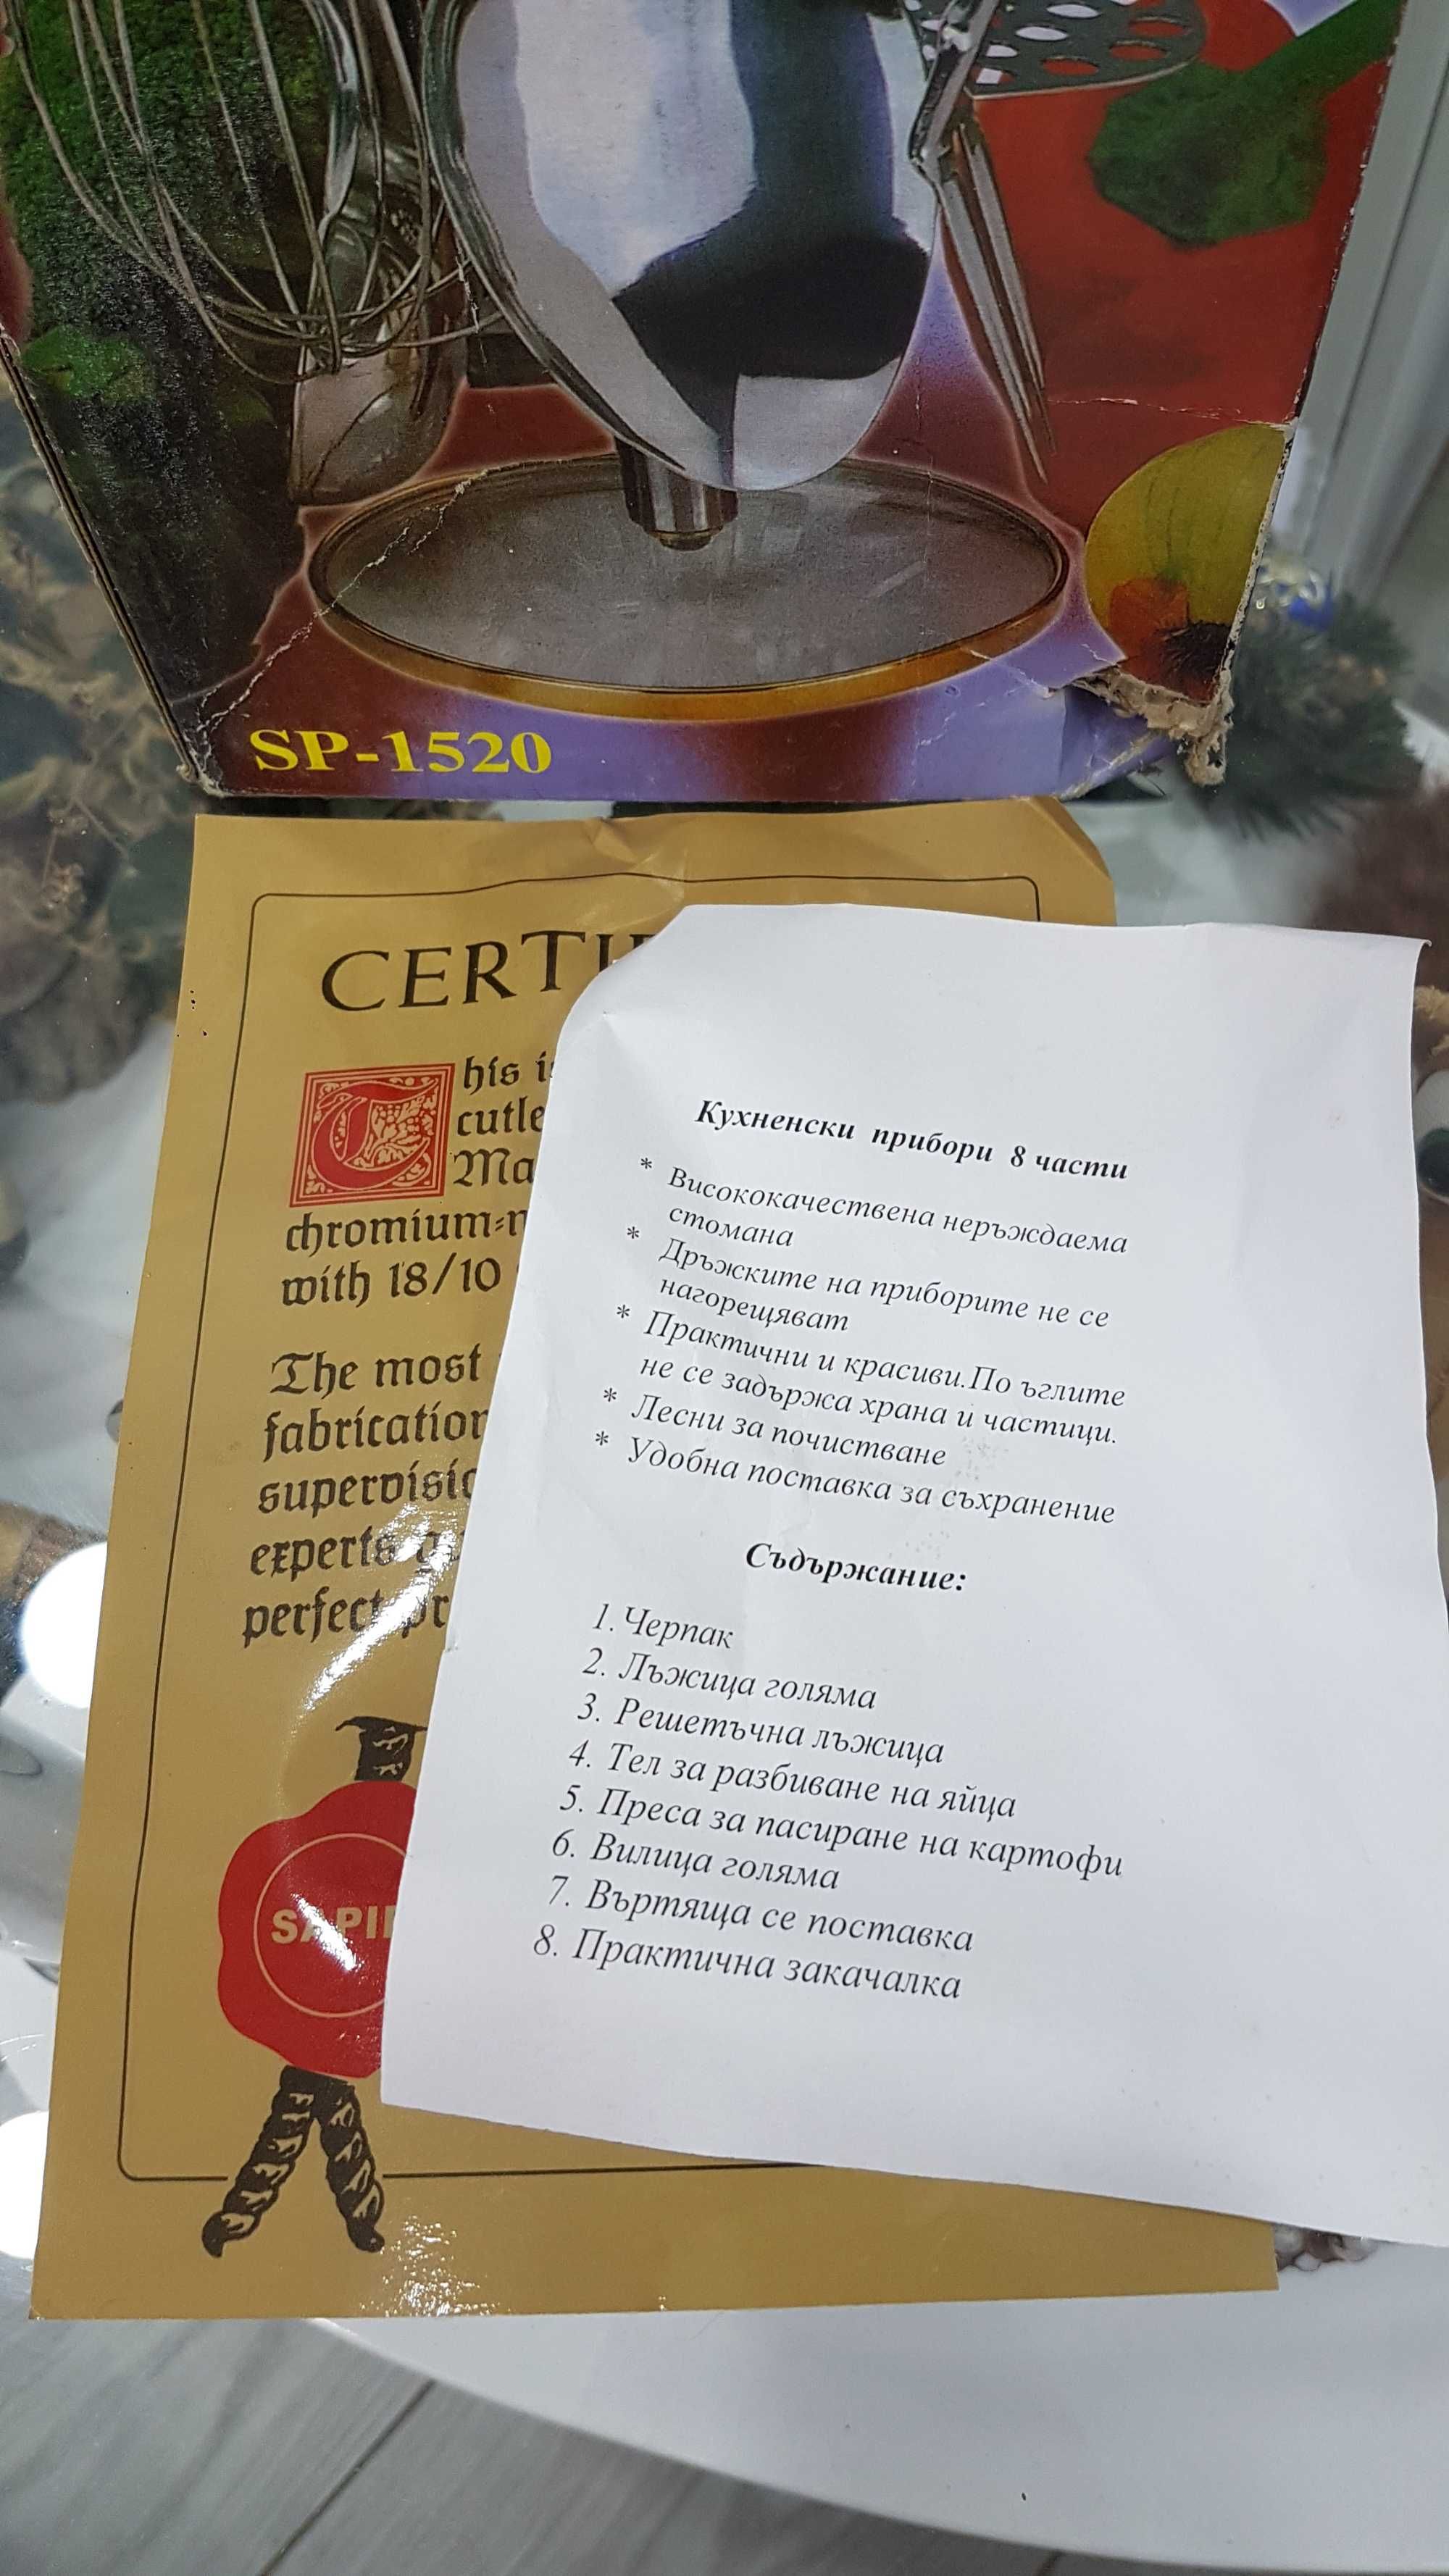 SP-1520
CERTI
This
cutle
Ma
chromium-n
with 18/10
The most
fabrication
supervisio
experts
perfect pr
SAPI
Кухненски прибори 8 части
* Висококачествена неръждаема
стомана
* Дръжките на приборите не се
нагорещяват
* Практични и красиви.По ъглите
не се задържа храна и частици.
* Лесни за почистване
* Удобна поставка за съхранение
Съдържание:
1. Черпак
2. Лъжица голяма
3. Решетъчна лъжица
4. Тел за разбиване на яйца
5. Преса за пасиране на картофи
6. Вилица голяма
7. Въртяща се поставка
8. Практична закачалка